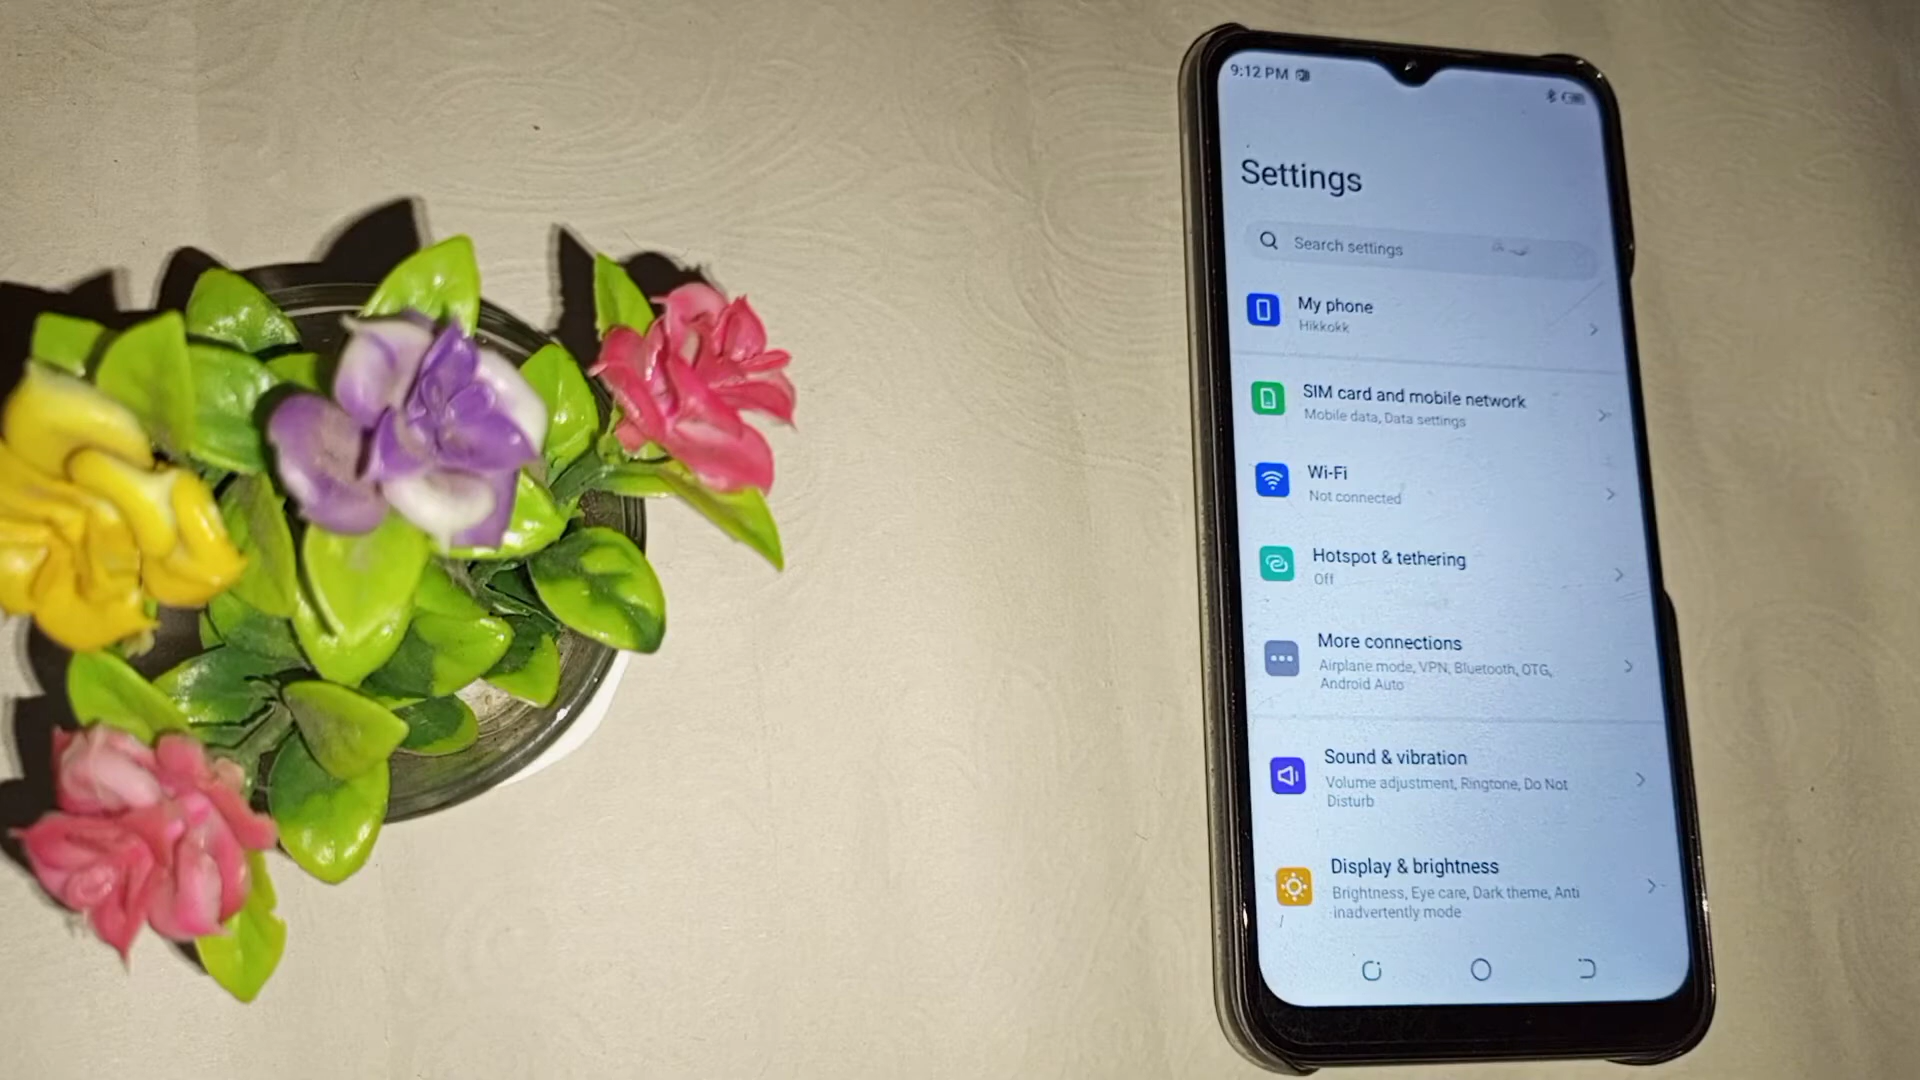 9:12 PM
Settings
Search settings
My phone
Hikkokk
SIM card and mobile network
Mobile data, Data settings
Wi-Fi
Not connected
Hotspot & tethering
Off
More connections
Airplane mode, VPN, Bluetooth, OTG,
Android Auto
Sound & vibration
Volume adjustment, Ringtone, Do Not
Disturb
Display & brightness
Brightness, Eye care, Dark theme, Anti
inadvertently mode